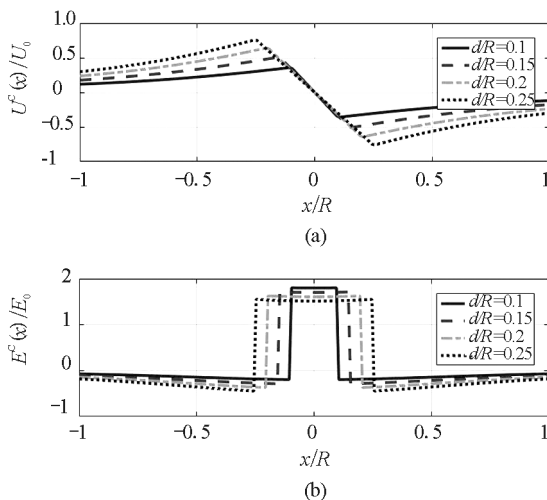 U^c(x)/U_0
1.0
0.5
0
-0.5
-1
d/R=0.1
d/R=0.15
d/R=0.2
d/R=0.25
-1
-0.5
0
0.5
1
x/R
(a)
E^c(x)/E_0
2
1
0
-1
d/R=0.1
d/R=0.15
d/R=0.2
d/R=0.25
-1
-0.5
0
0.5
1
x/R
(b)